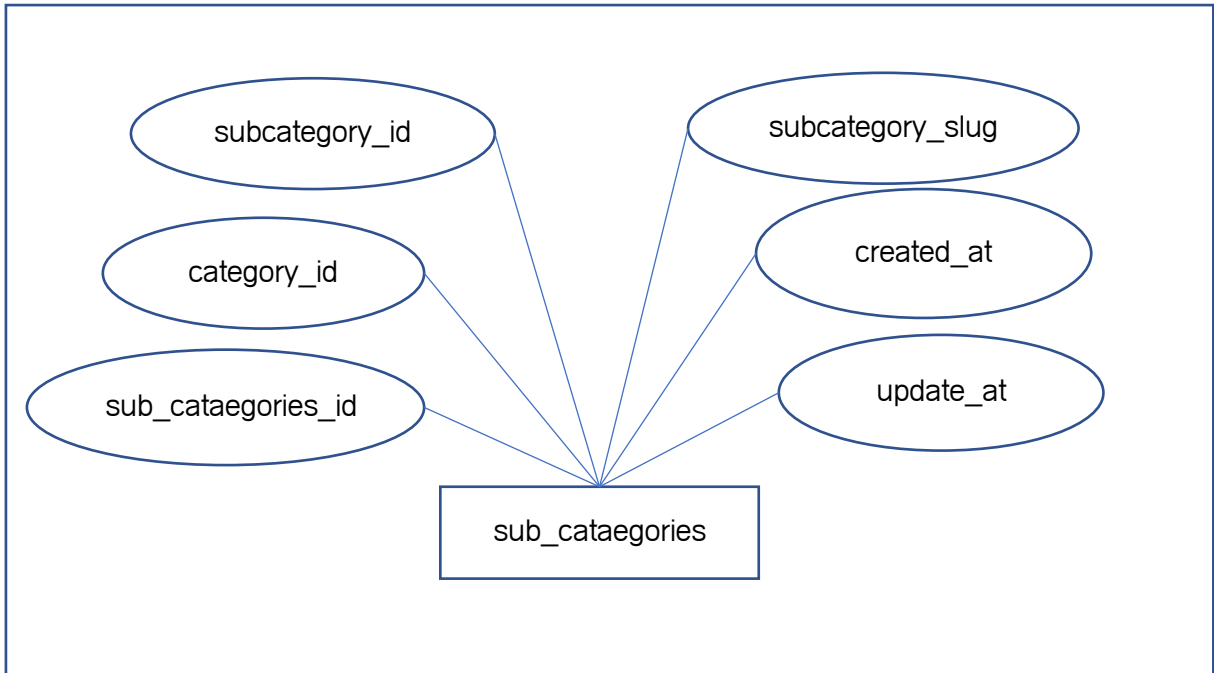 subcategory_id
subcategory_slug
category_id
created_at
sub_cataegories_id
update_at
sub_cataegories